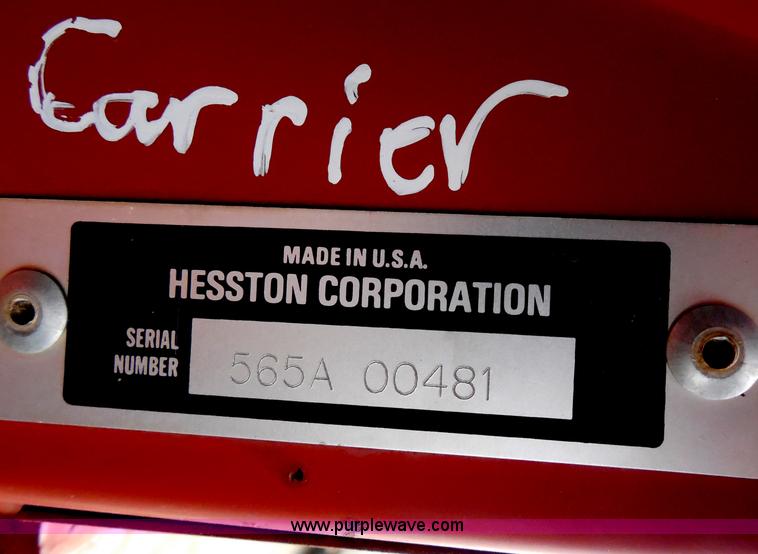 Carrier
MADE IN U.S.A.
HESSTON CORPORATION
SERIAL
NUMBER
565A 00481
www.purplewave.com